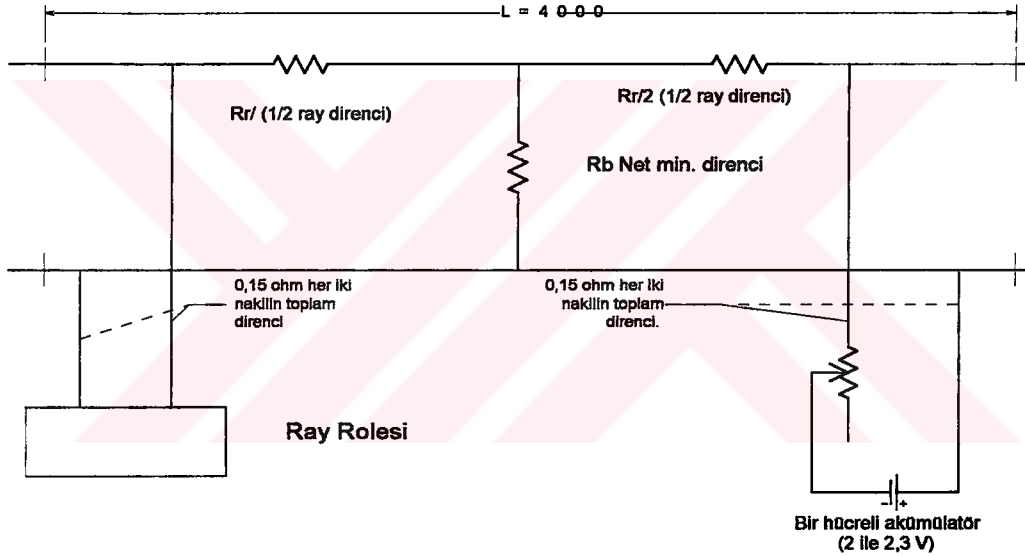 L = 4 0 0 0
Rr/ (1/2 ray direnci)
Rr/2 (1/2 ray direnci)
Rb Net min. direnci
0,15 ohm her iki
nakilin toplam
direnci
0,15 ohm her iki
nakilin toplam
direnci.
Ray Rolesi
- +
Bir hücreli akümülatör
(2 ile 2,3 V)